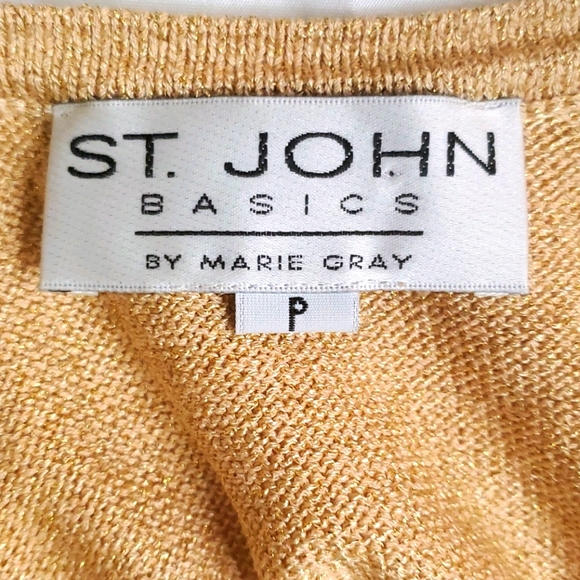 ST. JOHN
BASICS
BY MARIE GRAY
P